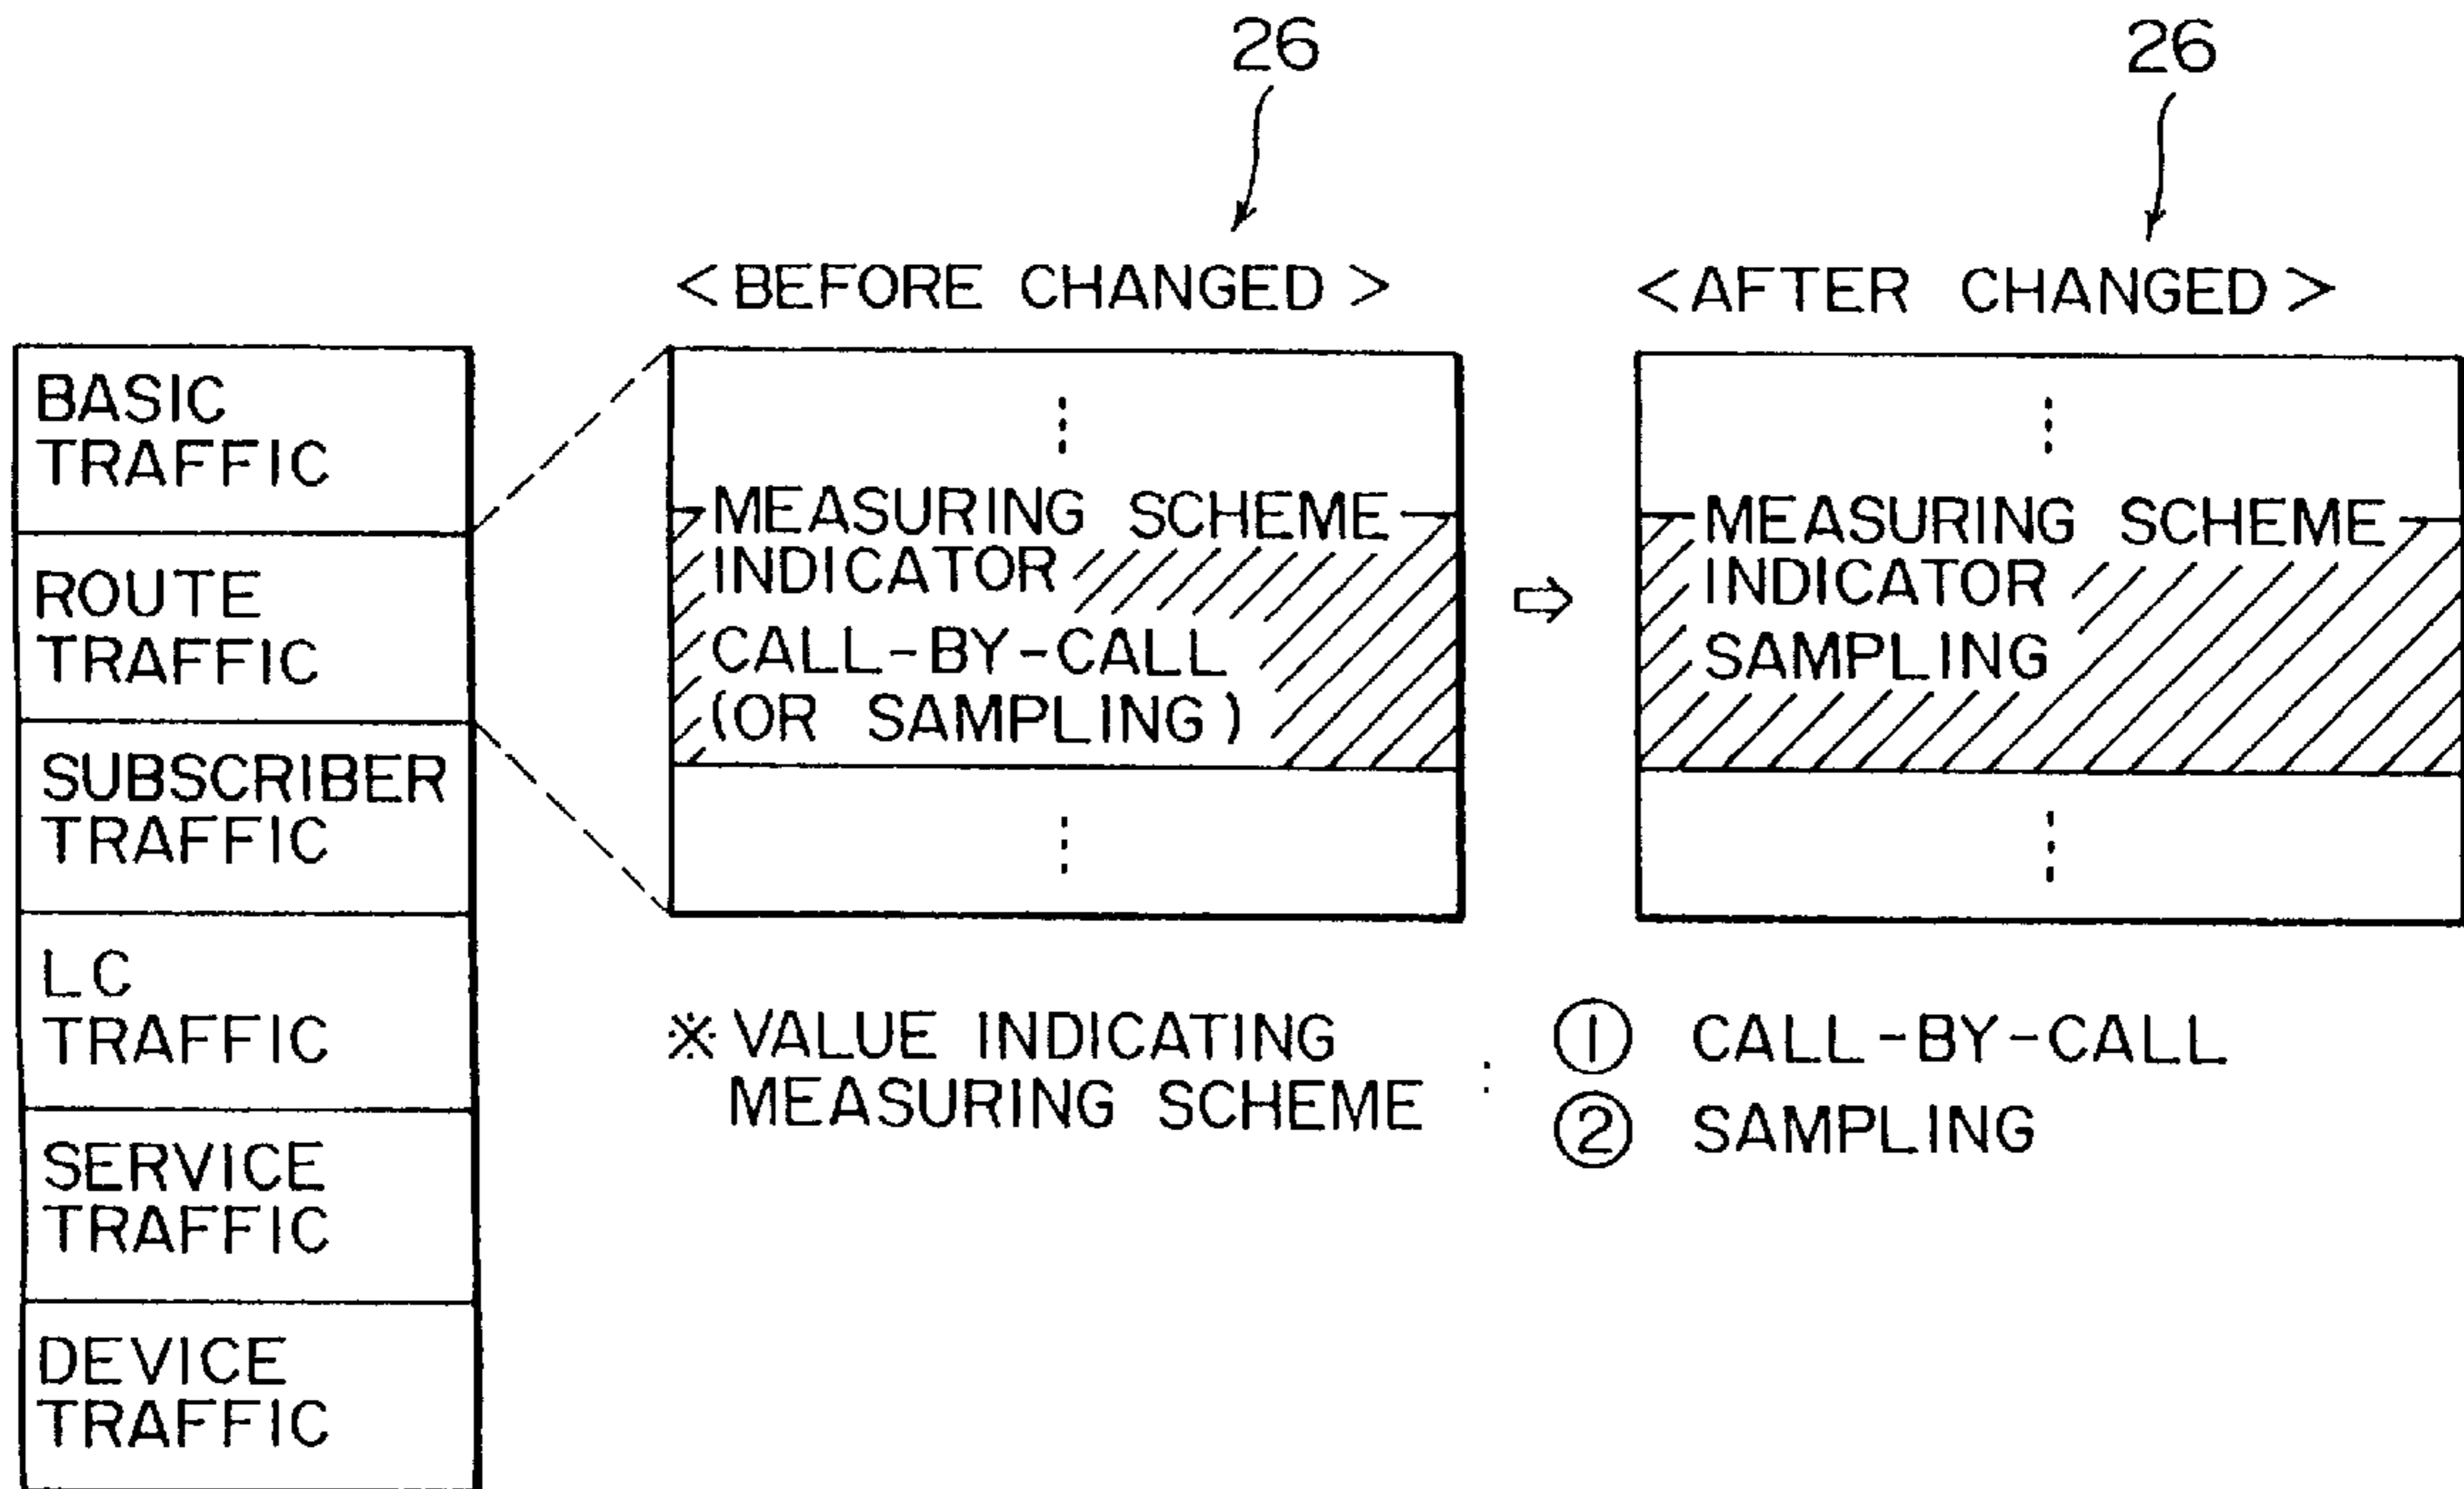 26
26
<BEFORE CHANGED>
<AFTER CHANGED>
BASIC
TRAFFIC
ROUTE
TRAFFIC
SUBSCRIBER
TRAFFIC
LC
TRAFFIC
SERVICE
TRAFFIC
DEVICE
TRAFFIC
MEASURING SCHEME
INDICATOR
CALL-BY-CALL
(OR SAMPLING)
⇨
MEASURING SCHEME
INDICATOR
SAMPLING
※ VALUE INDICATING
MEASURING SCHEME :
① CALL-BY-CALL
② SAMPLING